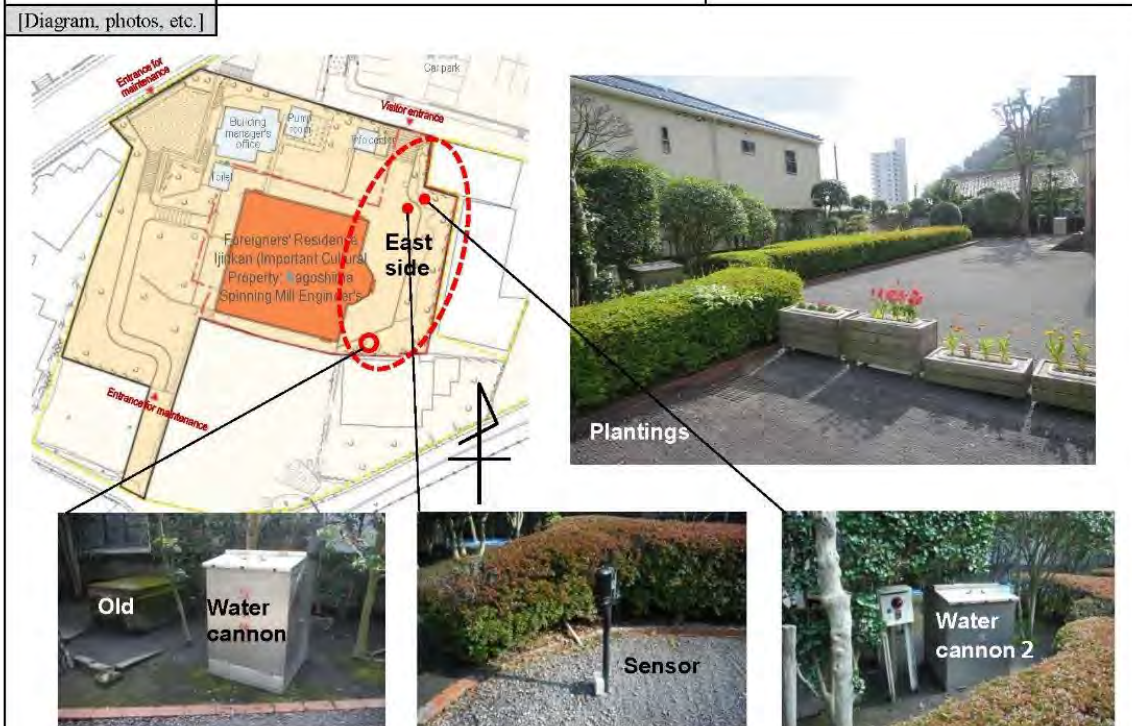 [Diagram, photos, etc.]
Entrance for
maintenance
Car park
Visitor entrance
Building
manager's
office
Pump
room
Info center
Toilet
Foreigners' Residence
Ijinkan (Important Cultural
Property; Kagoshima
Spinning Mill Engineer's
East
side
Entrance for maintenance
Plantings
Old
Water
cannon
Sensor
Water
cannon 2